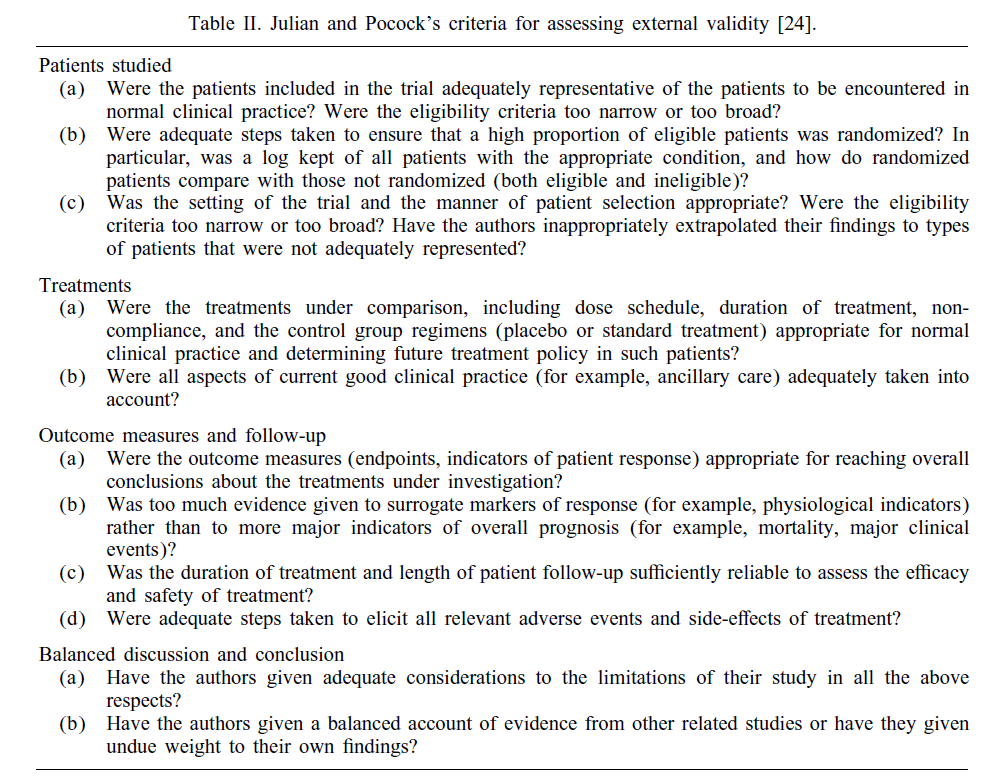 Table II. Julian and Pocock's criteria for assessing external validity [24].
Patients studied
(a) Were the patients included in the trial adequately representative of the patients to be encountered in
normal clinical practice? Were the eligibility criteria too narrow or too broad?
(b) Were adequate steps taken to ensure that a high proportion of eligible patients was randomized? In
particular, was a log kept of all patients with the appropriate condition, and how do randomized
patients compare with those not randomized (both eligible and ineligible)?
(c) Was the setting of the trial and the manner of patient selection appropriate? Were the eligibility
criteria too narrow or too broad? Have the authors inappropriately extrapolated their findings to types
of patients that were not adequately represented?
Treatments
(a) Were the treatments under comparison, including dose schedule, duration of treatment, non-
compliance, and the control group regimens (placebo or standard treatment) appropriate for normal
clinical practice and determining future treatment policy in such patients?
(b) Were all aspects of current good clinical practice (for example, ancillary care) adequately taken into
account?
Outcome measures and follow-up
(a) Were the outcome measures (endpoints, indicators of patient response) appropriate for reaching overall
conclusions about the treatments under investigation?
(b) Was too much evidence given to surrogate markers of response (for example, physiological indicators)
rather than to more major indicators of overall prognosis (for example, mortality, major clinical
events)?
(c) Was the duration of treatment and length of patient follow-up sufficiently reliable to assess the efficacy
and safety of treatment?
(d) Were adequate steps taken to elicit all relevant adverse events and side-effects of treatment?
Balanced discussion and conclusion
(a) Have the authors given adequate considerations to the limitations of their study in all the above
respects?
(b) Have the authors given a balanced account of evidence from other related studies or have they given
undue weight to their own findings?